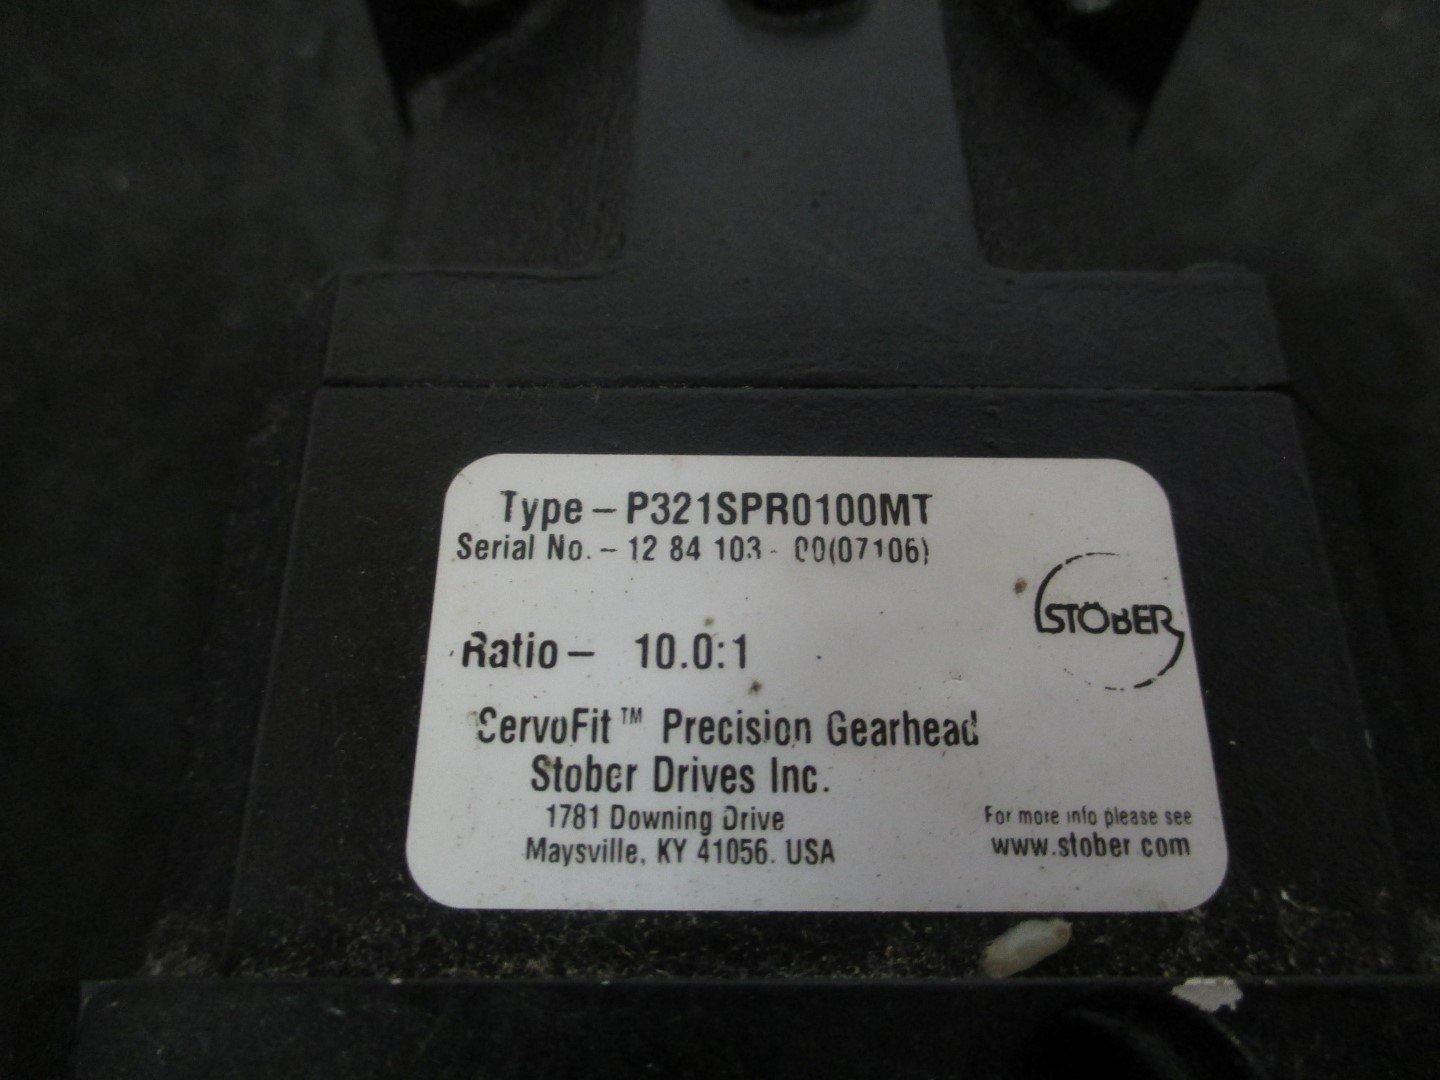 Type – P321SPR0100MT
Serial No. – 12 84 103 - 00(07106)
STÖBER
Ratio – 10.0:1
ServoFit™ Precision Gearhead
Stober Drives Inc.
1781 Downing Drive
Maysville, KY 41056. USA
For more info please see
www.stober.com